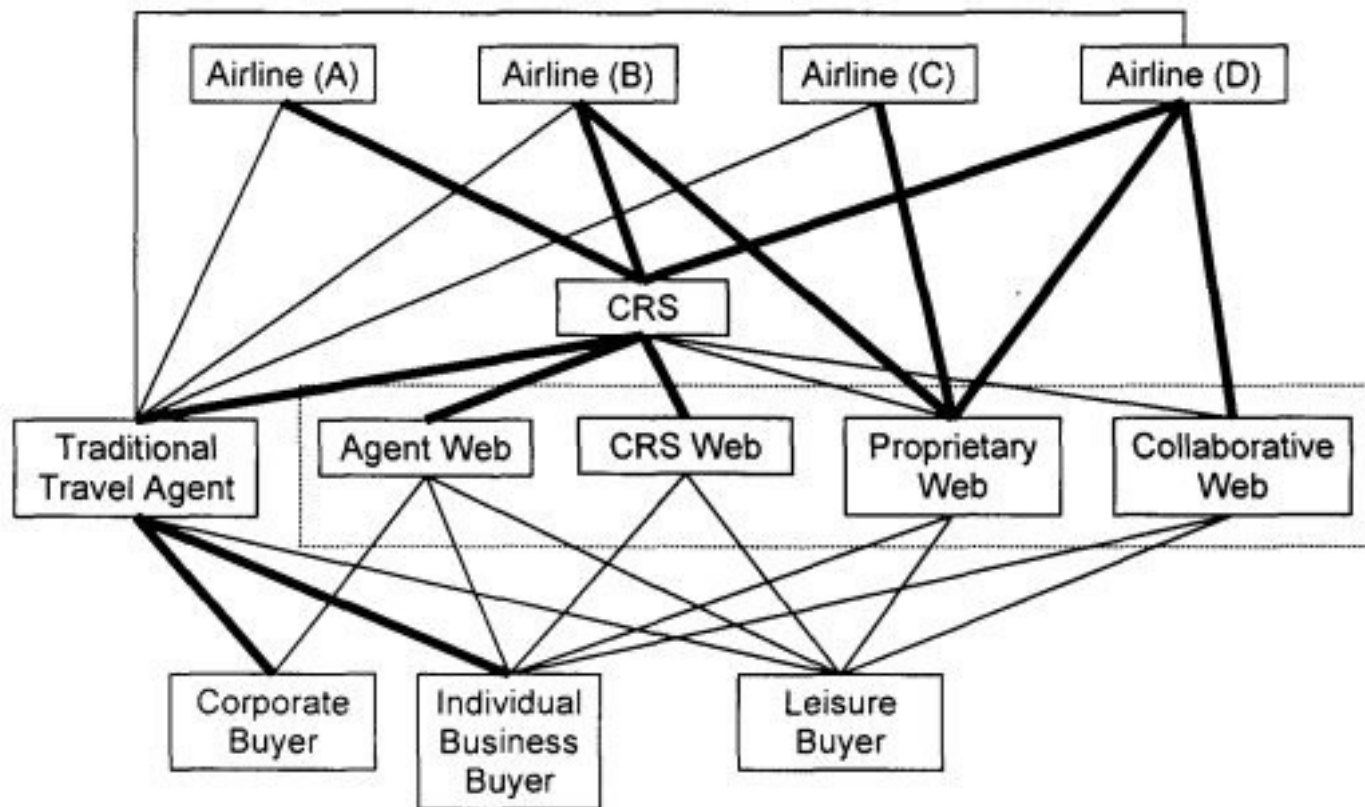 Airline (A)
Airline (B)
Airline (C)
Airline (D)
CRS
Traditional
Travel Agent
Agent Web
CRS Web
Proprietary
Web
Collaborative
Web
Corporate
Buyer
Individual
Business
Buyer
Leisure
Buyer